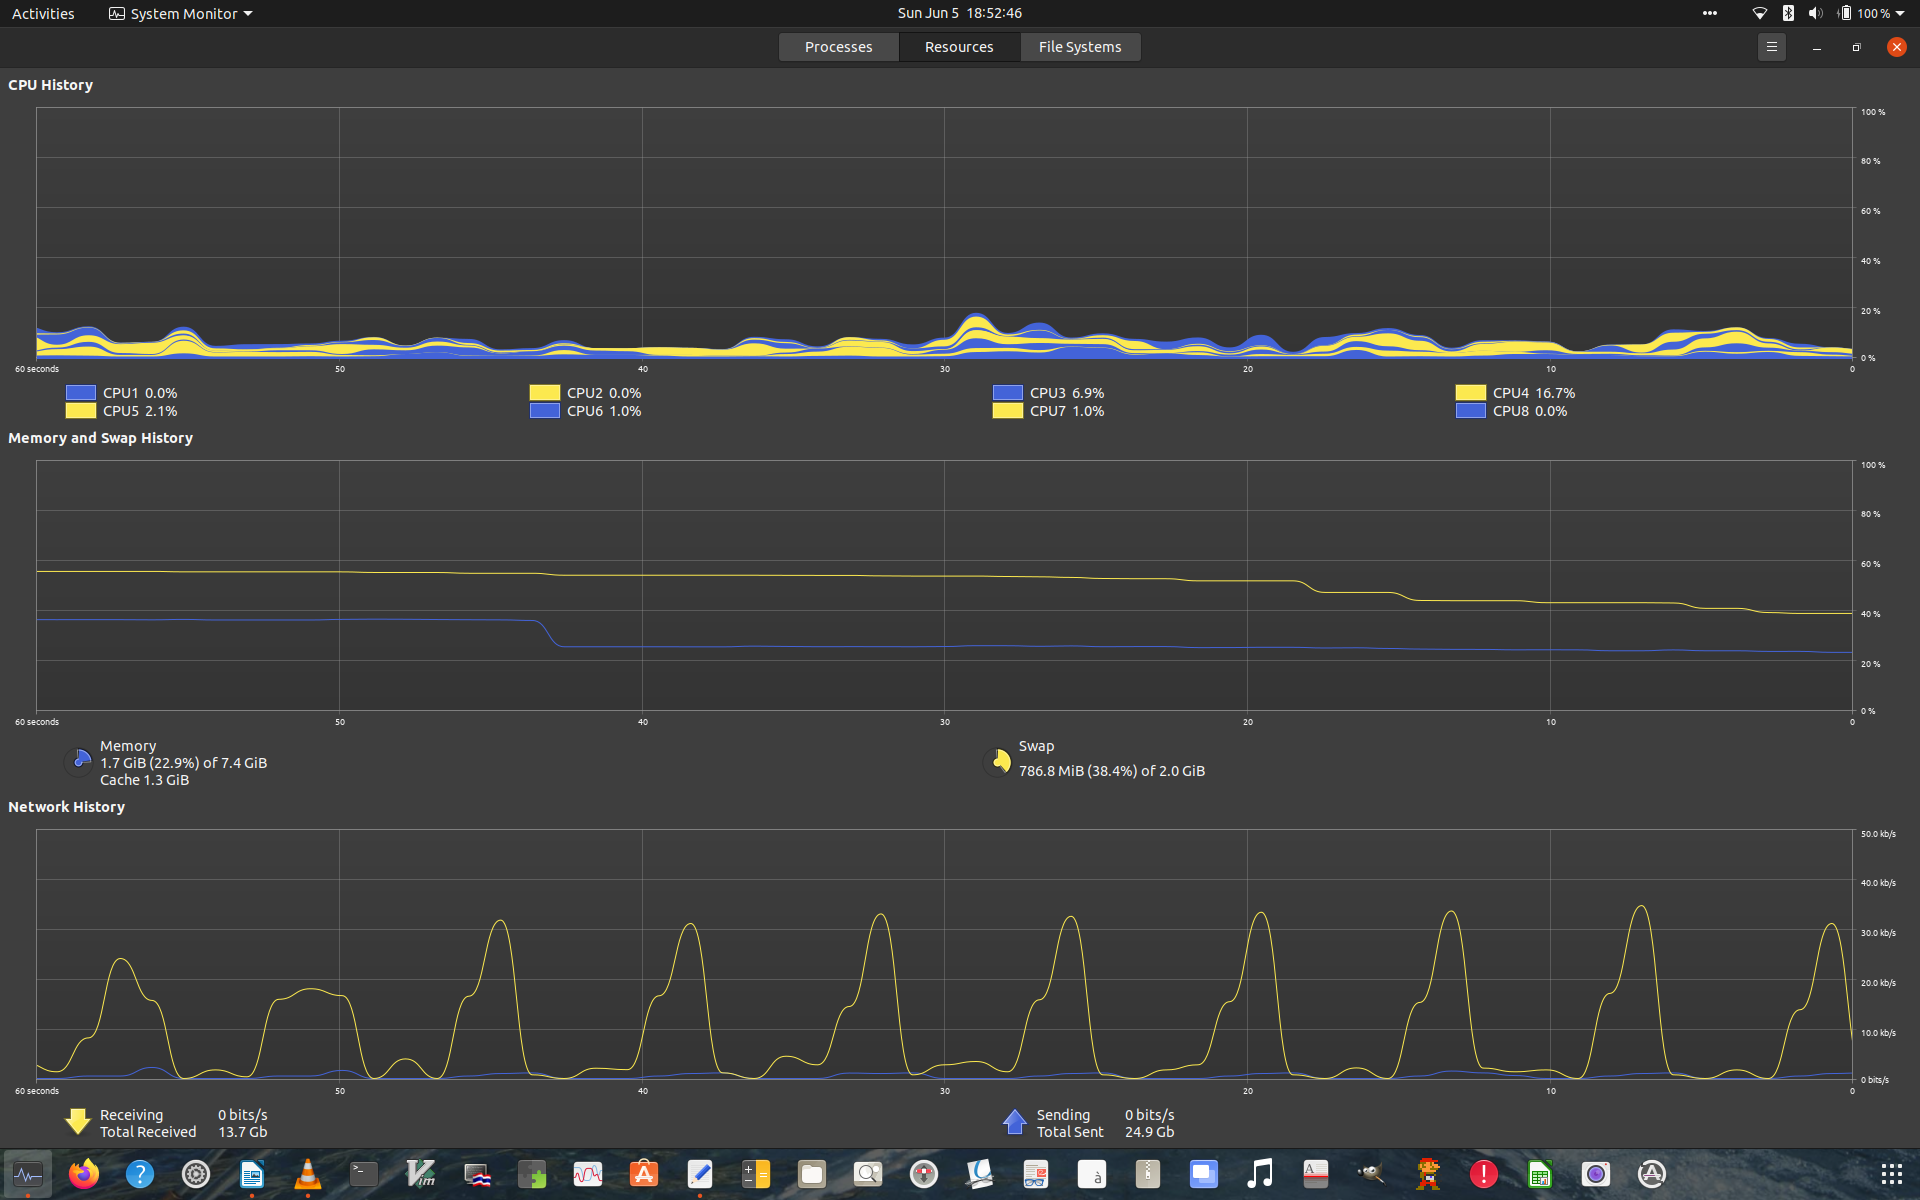 Activities System Monitor Sun Jun 5 18:52:46 100 %
Processes Resources File Systems
CPU History
100 %
80 %
60 %
40 %
20 %
0 %
60 seconds 50 40 30 20 10 0
CPU1 0.0% CPU2 0.0% CPU3 6.9% CPU4 16.7%
CPU5 2.1% CPU6 1.0% CPU7 1.0% CPU8 0.0%
Memory and Swap History
100 %
80 %
60 %
40 %
20 %
0 %
60 seconds 50 40 30 20 10 0
Memory
1.7 GiB (22.9%) of 7.4 GiB
Cache 1.3 GiB
Swap
786.8 MiB (38.4%) of 2.0 GiB
Network History
50.0 kb/s
40.0 kb/s
30.0 kb/s
20.0 kb/s
10.0 kb/s
0 bits/s
60 seconds 50 40 30 20 10 0
Receiving 0 bits/s
Total Received 13.7 Gb
Sending 0 bits/s
Total Sent 24.9 Gb